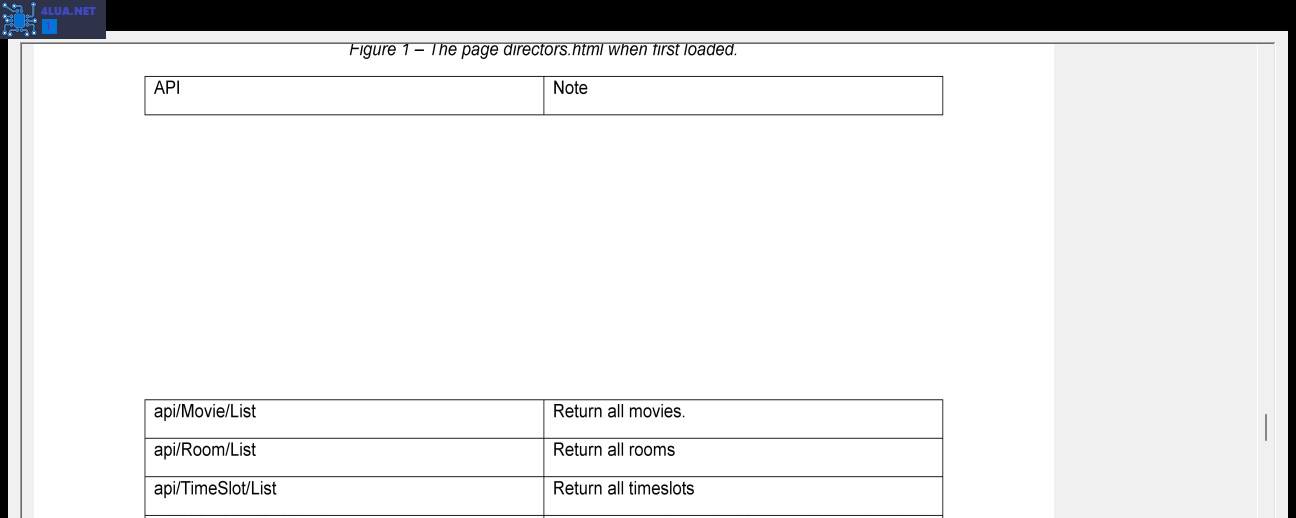 4LUA.NET
Figure 1 – The page directors.html when first loaded.
API Note
api/Movie/List Return all movies.
api/Room/List Return all rooms
api/TimeSlot/List Return all timeslots